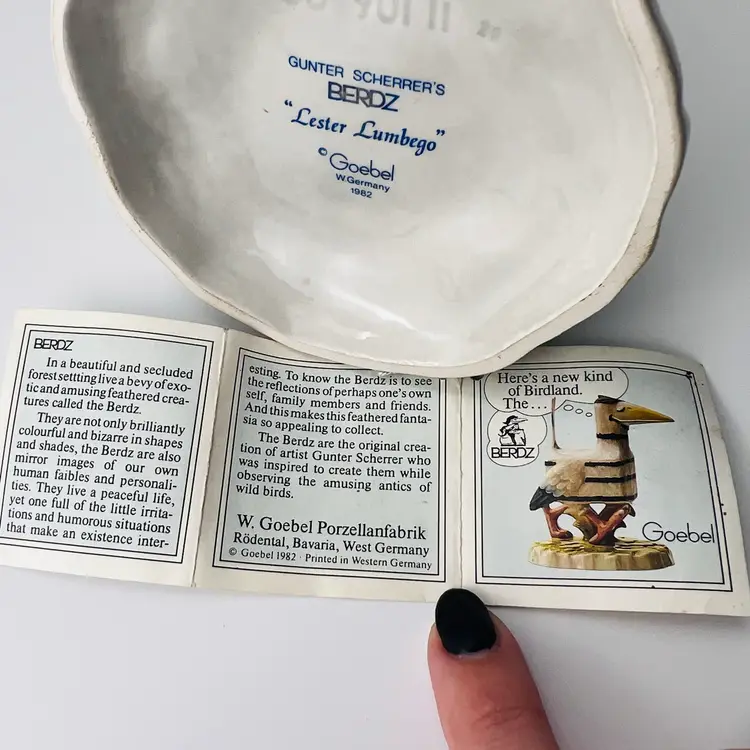 11 106 20
GUNTER SCHERRER'S
BERDZ
“Lester Lumbego”
© Goebel
W.Germany
1982
BERDZ
In a beautiful and secluded
forest settting live a bevy of exo-
tic and amusing feathered crea-
tures called the Berdz.
They are not only brilliantly
colourful and bizarre in shapes
and shades, the Berdz are also
mirror images of our own
human faibles and personali-
ties. They live a peaceful life,
yet one full of the little irrita-
tions and humorous situations
that make an existence inter-
esting. To know the Berdz is to see
the reflections of perhaps one's own
self, family members and friends.
And this makes this feathered fanta-
sia so appealing to collect.
The Berdz are the original crea-
tion of artist Gunter Scherrer who
was inspired to create them while
observing the amusing antics of
wild birds.
W. Goebel Porzellanfabrik
Rödental, Bavaria, West Germany
© Goebel 1982 · Printed in Western Germany
Here's a new kind
of Birdland.
The...
BERDZ
Goebel